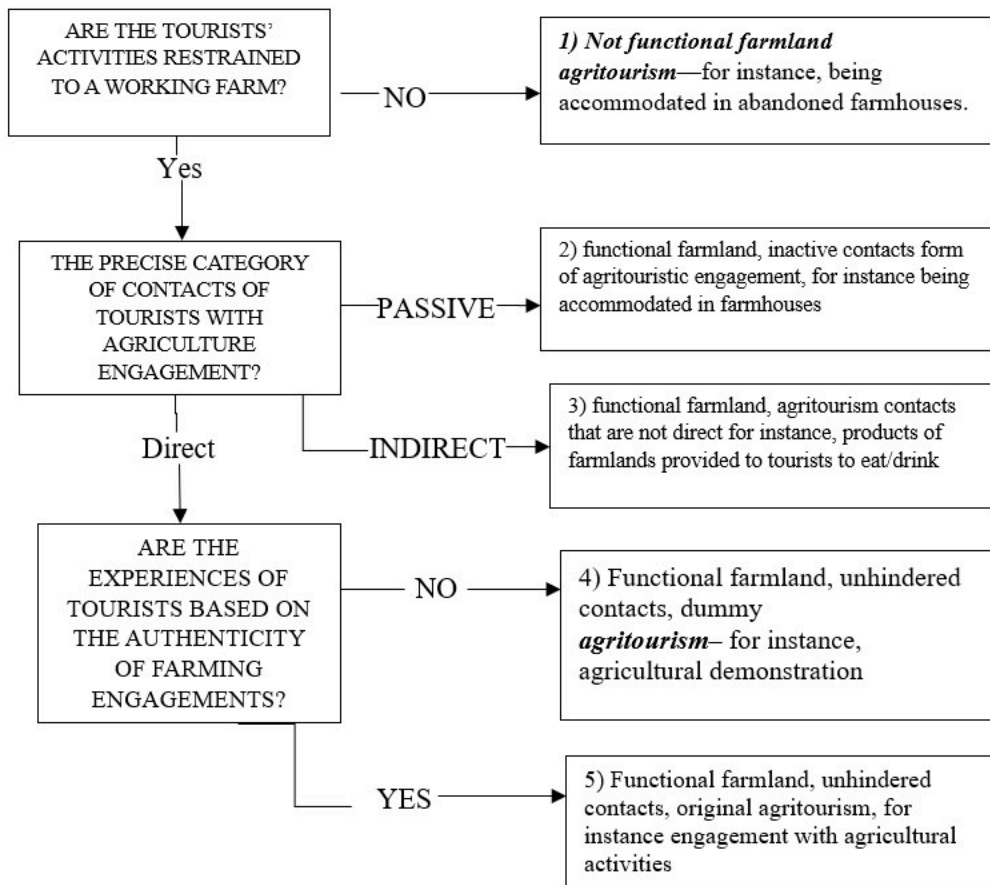 ARE THE TOURISTS'
ACTIVITIES RESTRAINED
TO A WORKING FARM?
NO
1) Not functional farmland
agritourism—for instance, being
accommodated in abandoned farmhouses.
Yes
THE PRECISE CATEGORY
OF CONTACTS OF
TOURISTS WITH
AGRICULTURE
ENGAGEMENT?
PASSIVE
2) functional farmland, inactive contacts form
of agritouristic engagement, for instance being
accommodated in farmhouses
INDIRECT
3) functional farmland, agritourism contacts
that are not direct for instance, products of
farmlands provided to tourists to eat/drink
Direct
ARE THE
EXPERIENCES OF
TOURISTS BASED ON
THE AUTHENTICITY
OF FARMING
ENGAGEMENTS?
NO
4) Functional farmland, unhindered
contacts, dummy
agritourism– for instance,
agricultural demonstration
YES
5) Functional farmland, unhindered
contacts, original agritourism, for
instance engagement with agricultural
activities